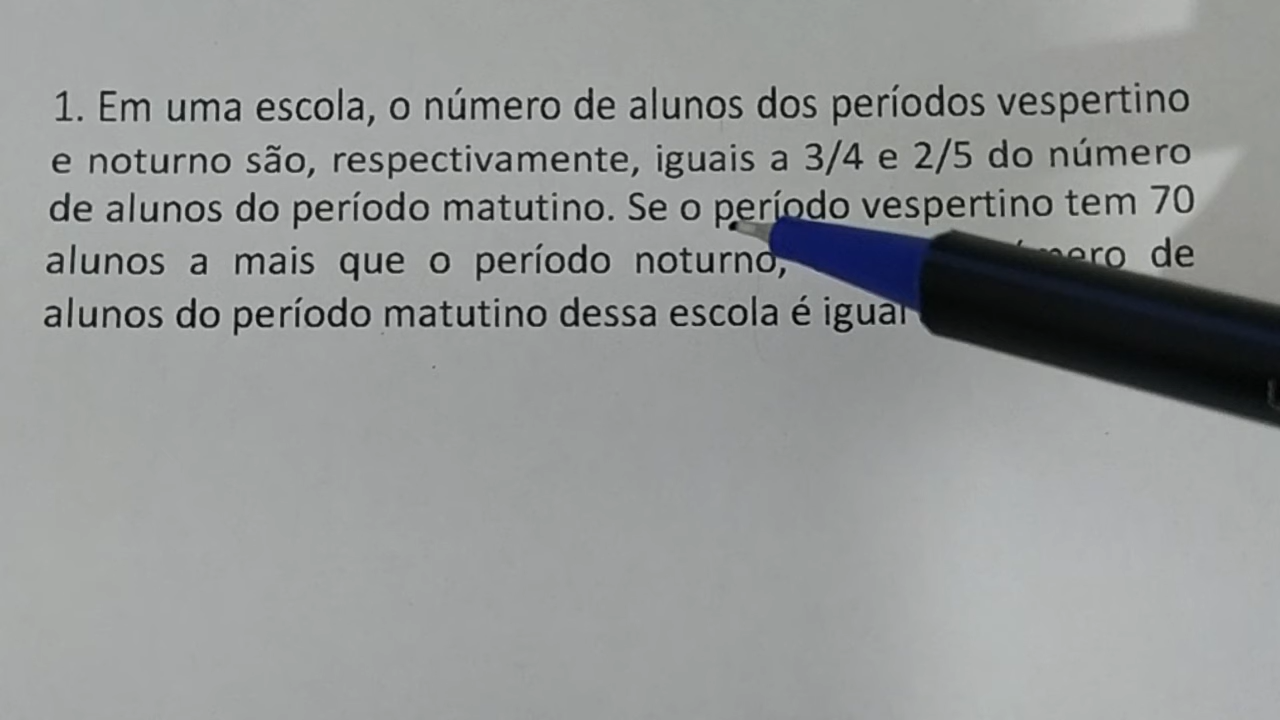 1. Em uma escola, o número de alunos dos períodos vespertino
e noturno são, respectivamente, iguais a 3/4 e 2/5 do número
de alunos do período matutino. Se o período vespertino tem 70
alunos a mais que o período noturno, de
alunos do período matutino dessa escola é igual